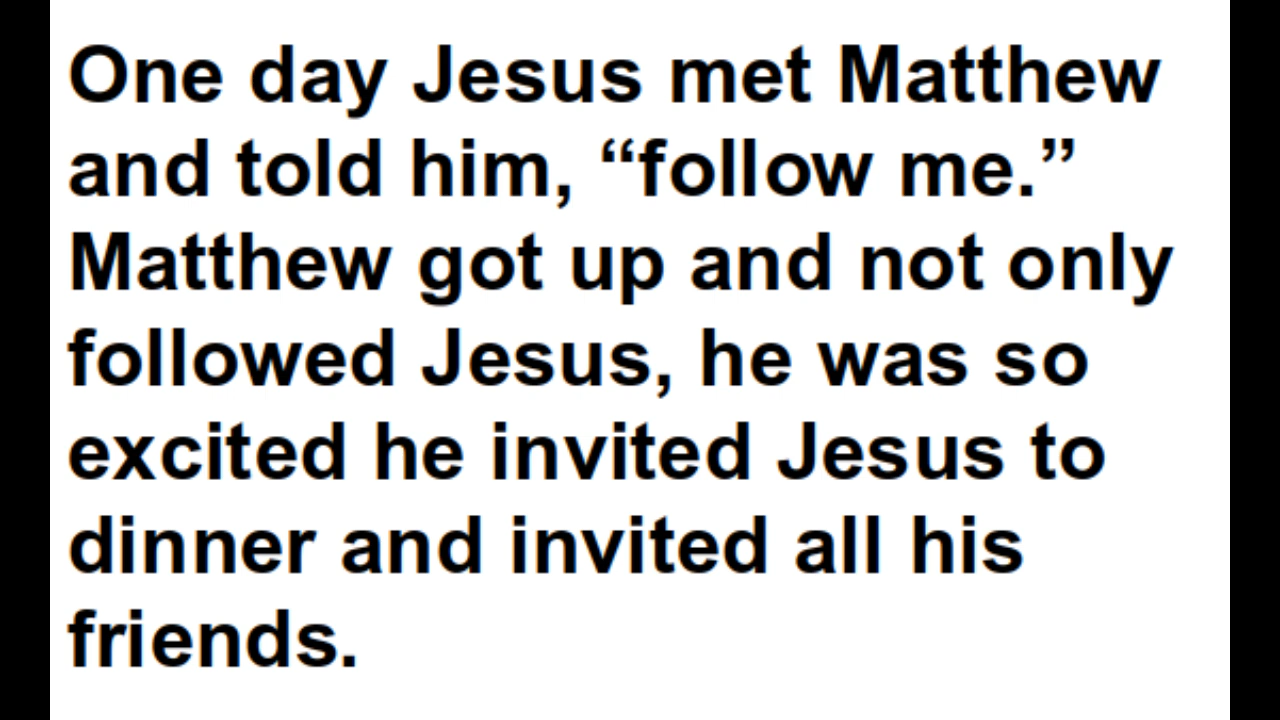 One day Jesus met Matthew
and told him, “follow me.”
Matthew got up and not only
followed Jesus, he was so
excited he invited Jesus to
dinner and invited all his
friends.